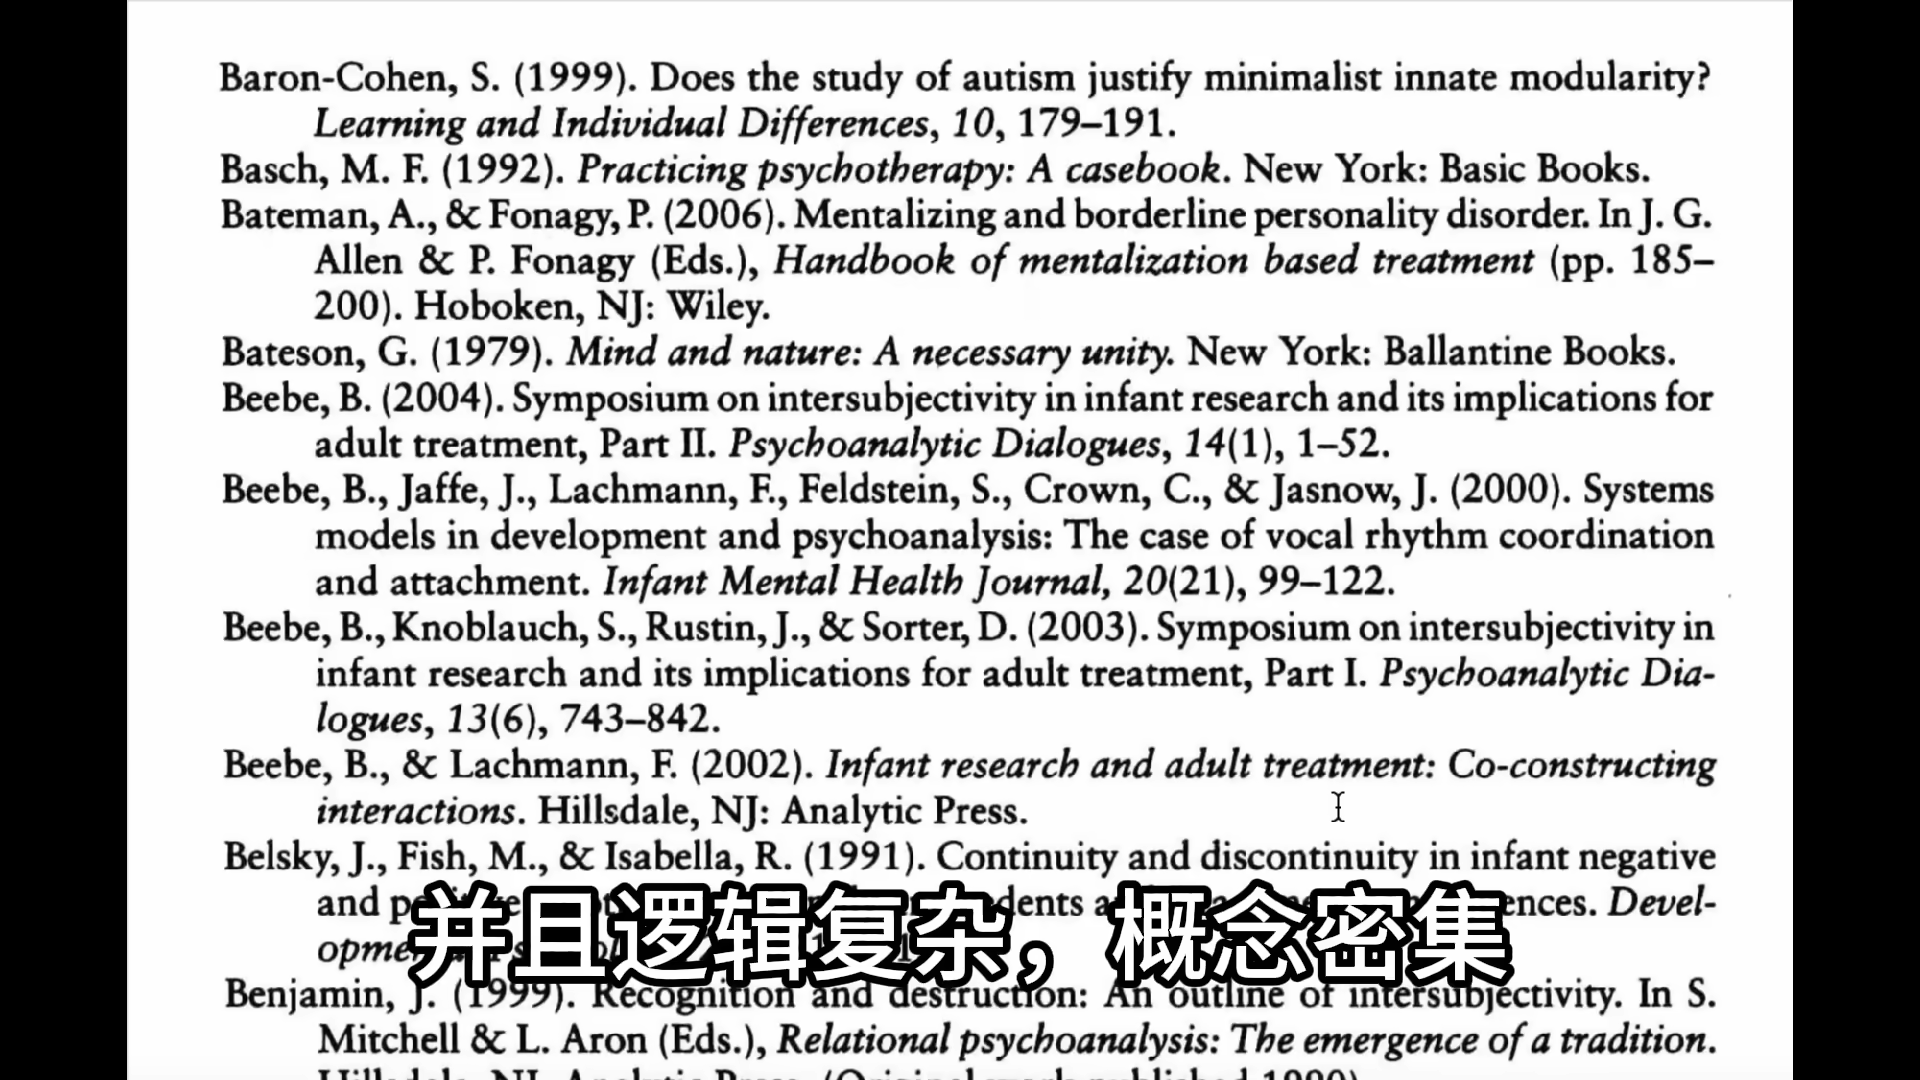 Baron-Cohen, S. (1999). Does the study of autism justify minimalist innate modularity?
Learning and Individual Differences, 10, 179–191.
Basch, M. F. (1992). Practicing psychotherapy: A casebook. New York: Basic Books.
Bateman, A., & Fonagy, P. (2006). Mentalizing and borderline personality disorder. In J. G.
Allen & P. Fonagy (Eds.), Handbook of mentalization based treatment (pp. 185–
200). Hoboken, NJ: Wiley.
Bateson, G. (1979). Mind and nature: A necessary unity. New York: Ballantine Books.
Beebe, B. (2004). Symposium on intersubjectivity in infant research and its implications for
adult treatment, Part II. Psychoanalytic Dialogues, 14(1), 1–52.
Beebe, B., Jaffe, J., Lachmann, F., Feldstein, S., Crown, C., & Jasnow, J. (2000). Systems
models in development and psychoanalysis: The case of vocal rhythm coordination
and attachment. Infant Mental Health Journal, 20(21), 99–122.
Beebe, B., Knoblauch, S., Rustin, J., & Sorter, D. (2003). Symposium on intersubjectivity in
infant research and its implications for adult treatment, Part I. Psychoanalytic Dia-
logues, 13(6), 743–842.
Beebe, B., & Lachmann, F. (2002). Infant research and adult treatment: Co-constructing
interactions. Hillsdale, NJ: Analytic Press.
Belsky, J., Fish, M., & Isabella, R. (1991). Continuity and discontinuity in infant negative
and Devel-
并且逻辑复杂，概念密集
Benjamin, J. (1999). Recognition and destruction: An outline of intersubjectivity. In S.
Mitchell & L. Aron (Eds.), Relational psychoanalysis: The emergence of a tradition.